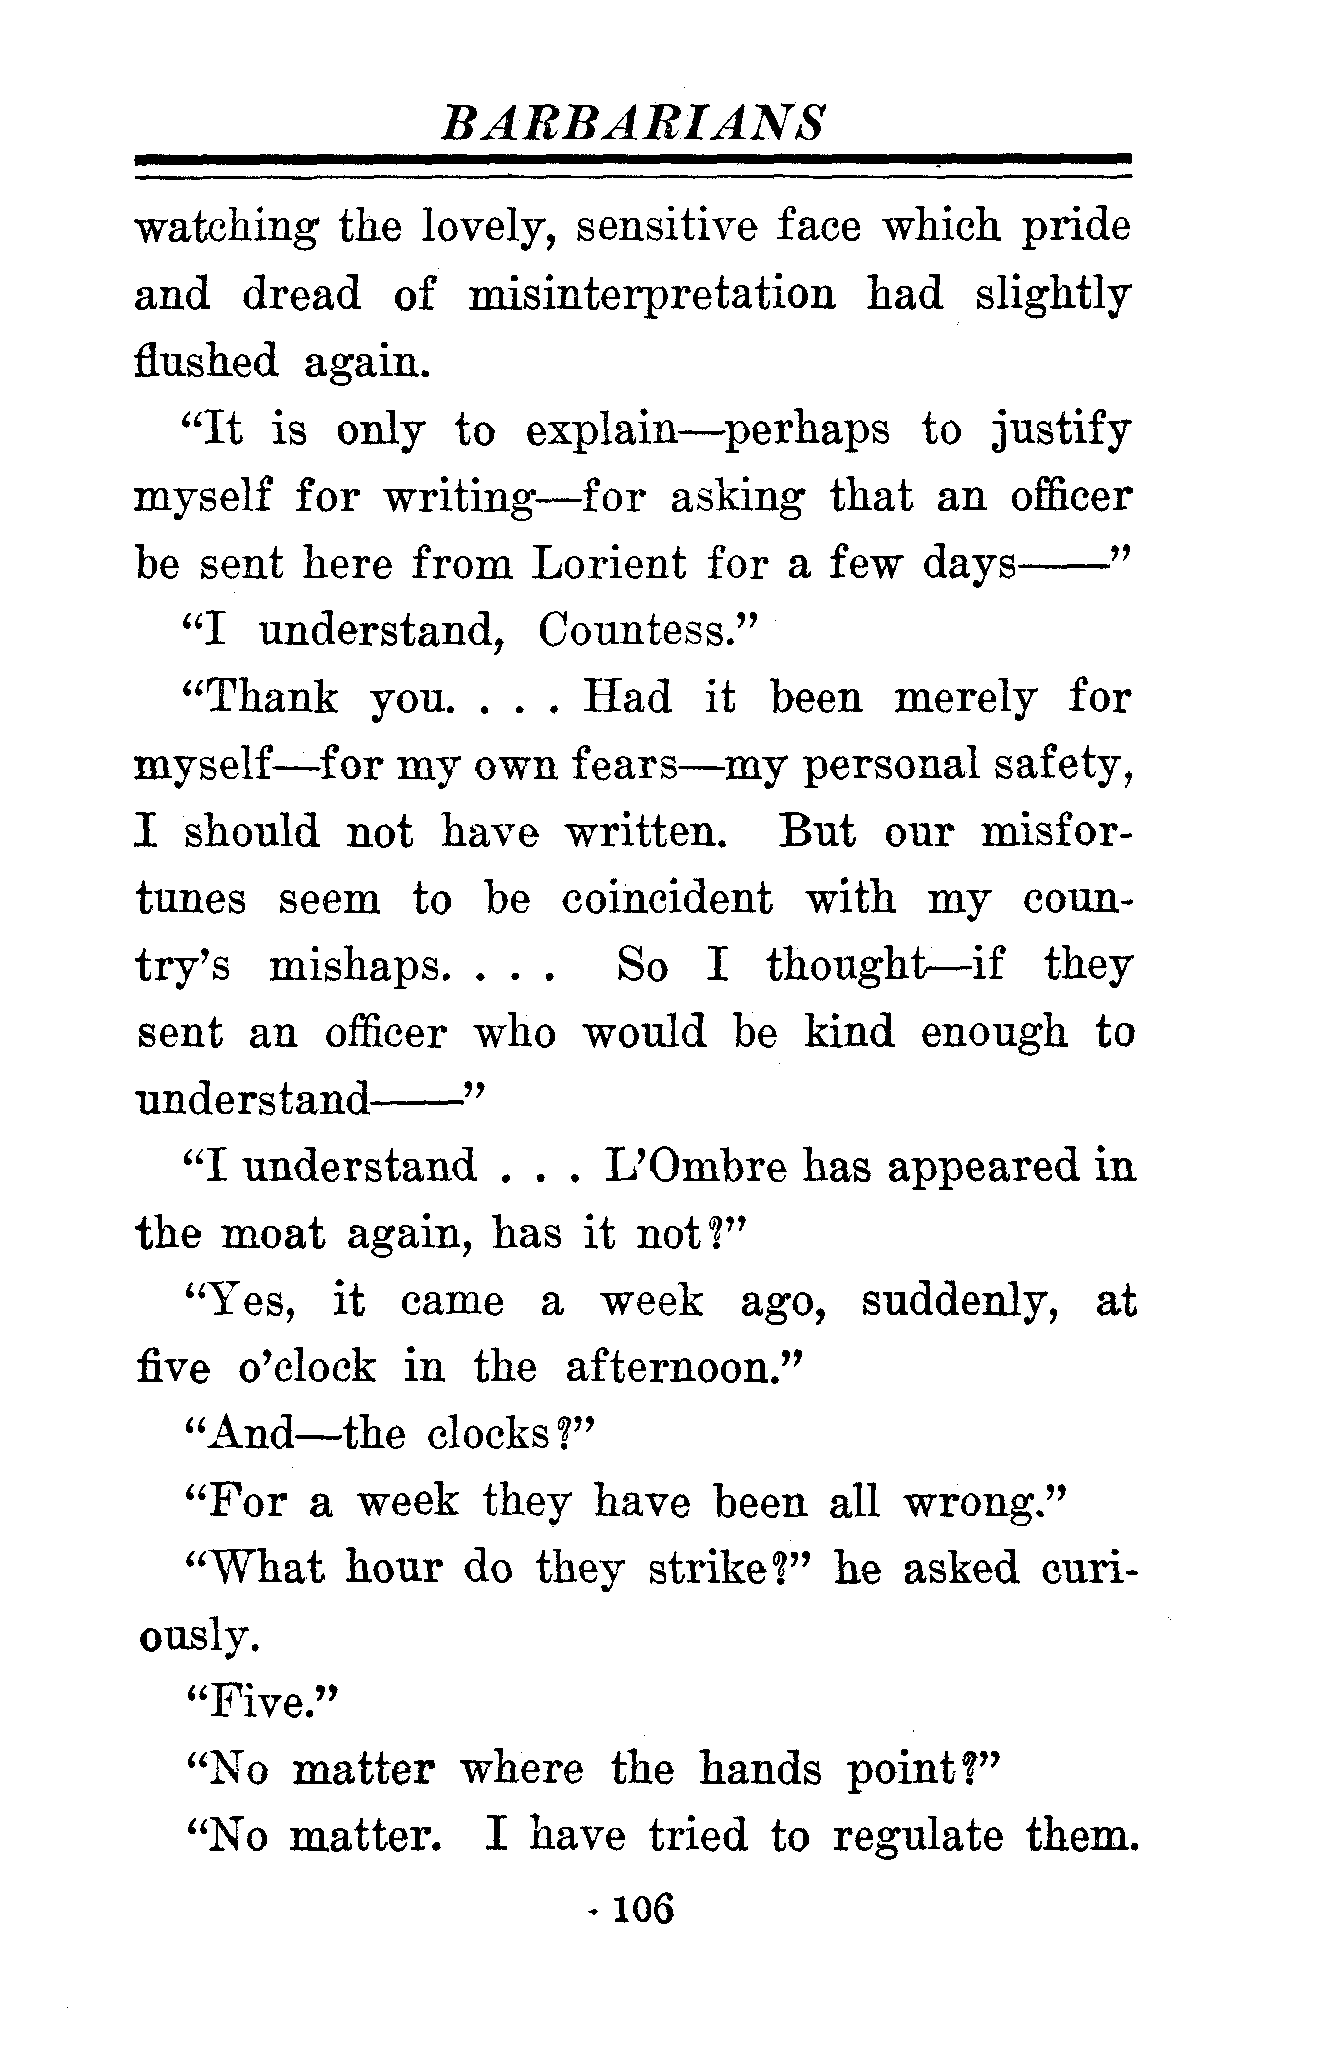 BARBARIANS
watching the lovely, sensitive face which pride
and dread of misinterpretation had slightly
flushed again.
“It is only to explain—perhaps to justify
myself for writing—for asking that an officer
be sent here from Lorient for a few days——”
“I understand, Countess.”
“Thank you. . . . Had it been merely for
myself—for my own fears—my personal safety,
I should not have written. But our misfor-
tunes seem to be coincident with my coun-
try’s mishaps. . . . So I thought—if they
sent an officer who would be kind enough to
understand——”
“I understand . . . L’Ombre has appeared in
the moat again, has it not?”
“Yes, it came a week ago, suddenly, at
five o’clock in the afternoon.”
“And—the clocks?”
“For a week they have been all wrong.”
“What hour do they strike?” he asked curi-
ously.
“Five.”
“No matter where the hands point?”
“No matter. I have tried to regulate them.
106